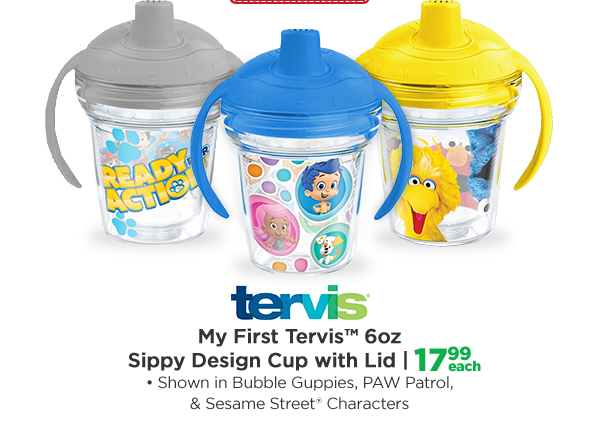 READY
ACTION
tervis®
My First Tervis™ 6oz
Sippy Design Cup with Lid | 17.99 each
• Shown in Bubble Guppies, PAW Patrol,
& Sesame Street® Characters